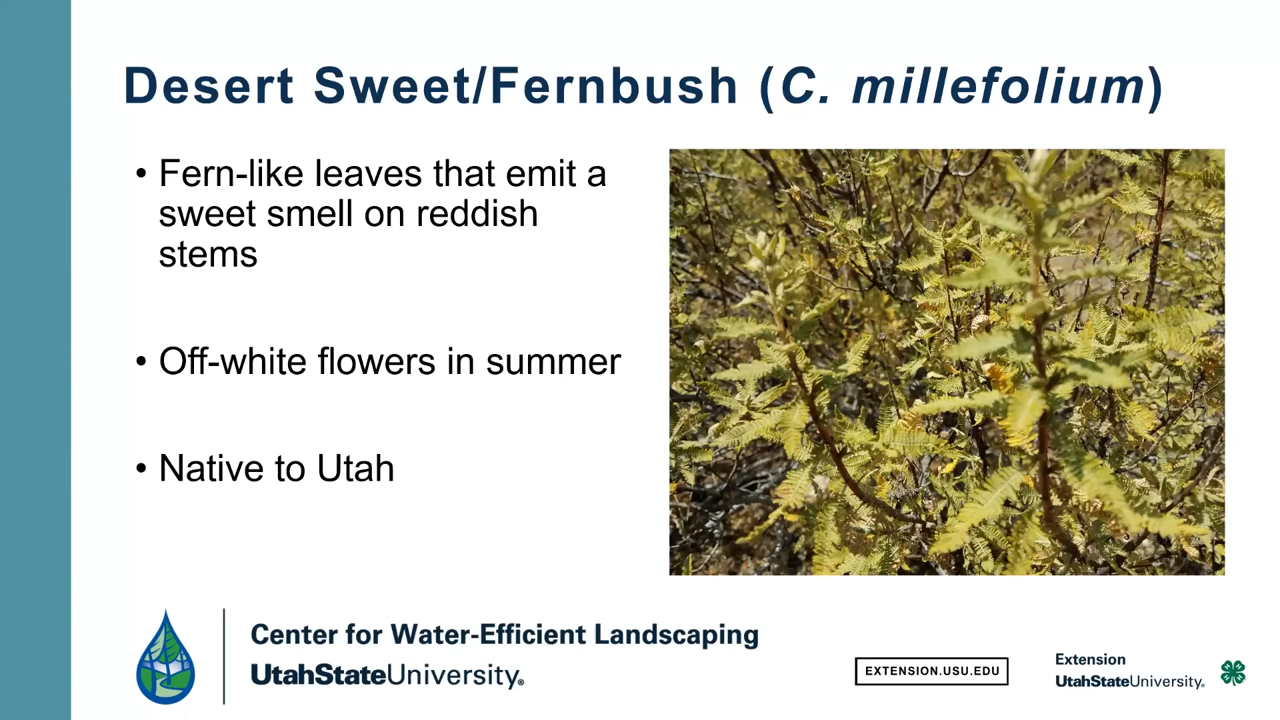 Desert Sweet/Fernbush (C. millefolium)
• Fern-like leaves that emit a
sweet smell on reddish
stems
• Off-white flowers in summer
• Native to Utah
Center for Water-Efficient Landscaping
UtahStateUniversity®
EXTENSION.USU.EDU
Extension
UtahStateUniversity®